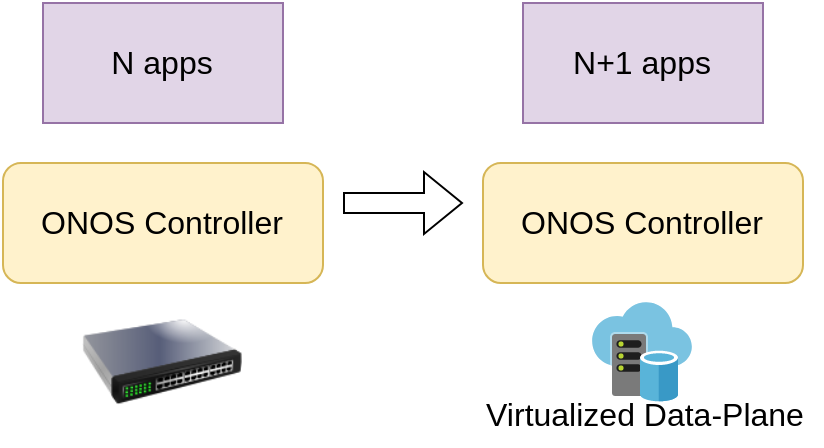 N apps
N+1 apps
ONOS Controller
ONOS Controller
Virtualized Data-Plane